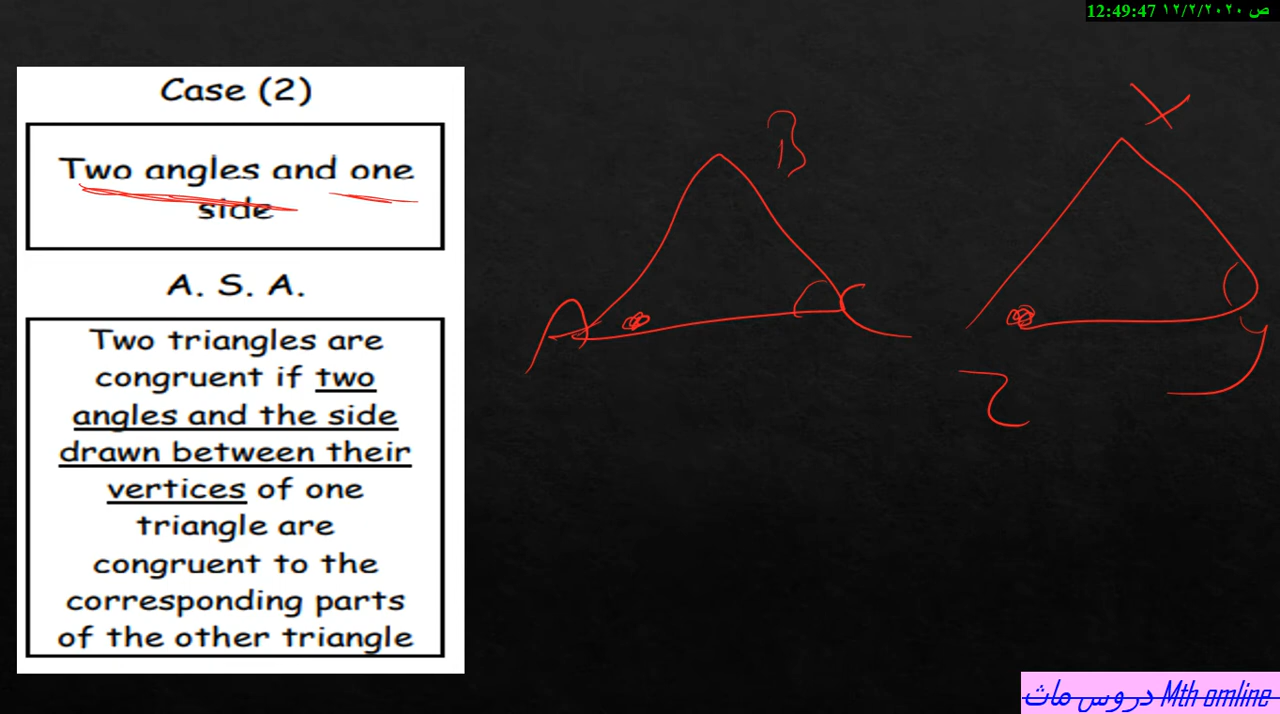 12:49:47 ١٢/٢/٢٠٢٠ ص
Case (2)
Two angles and one
side
A. S. A.
Two triangles are
congruent if two
angles and the side
drawn between their
vertices of one
triangle are
congruent to the
corresponding parts
of the other triangle
B
A
C
X
Z
y
دروس ماث Mth omline